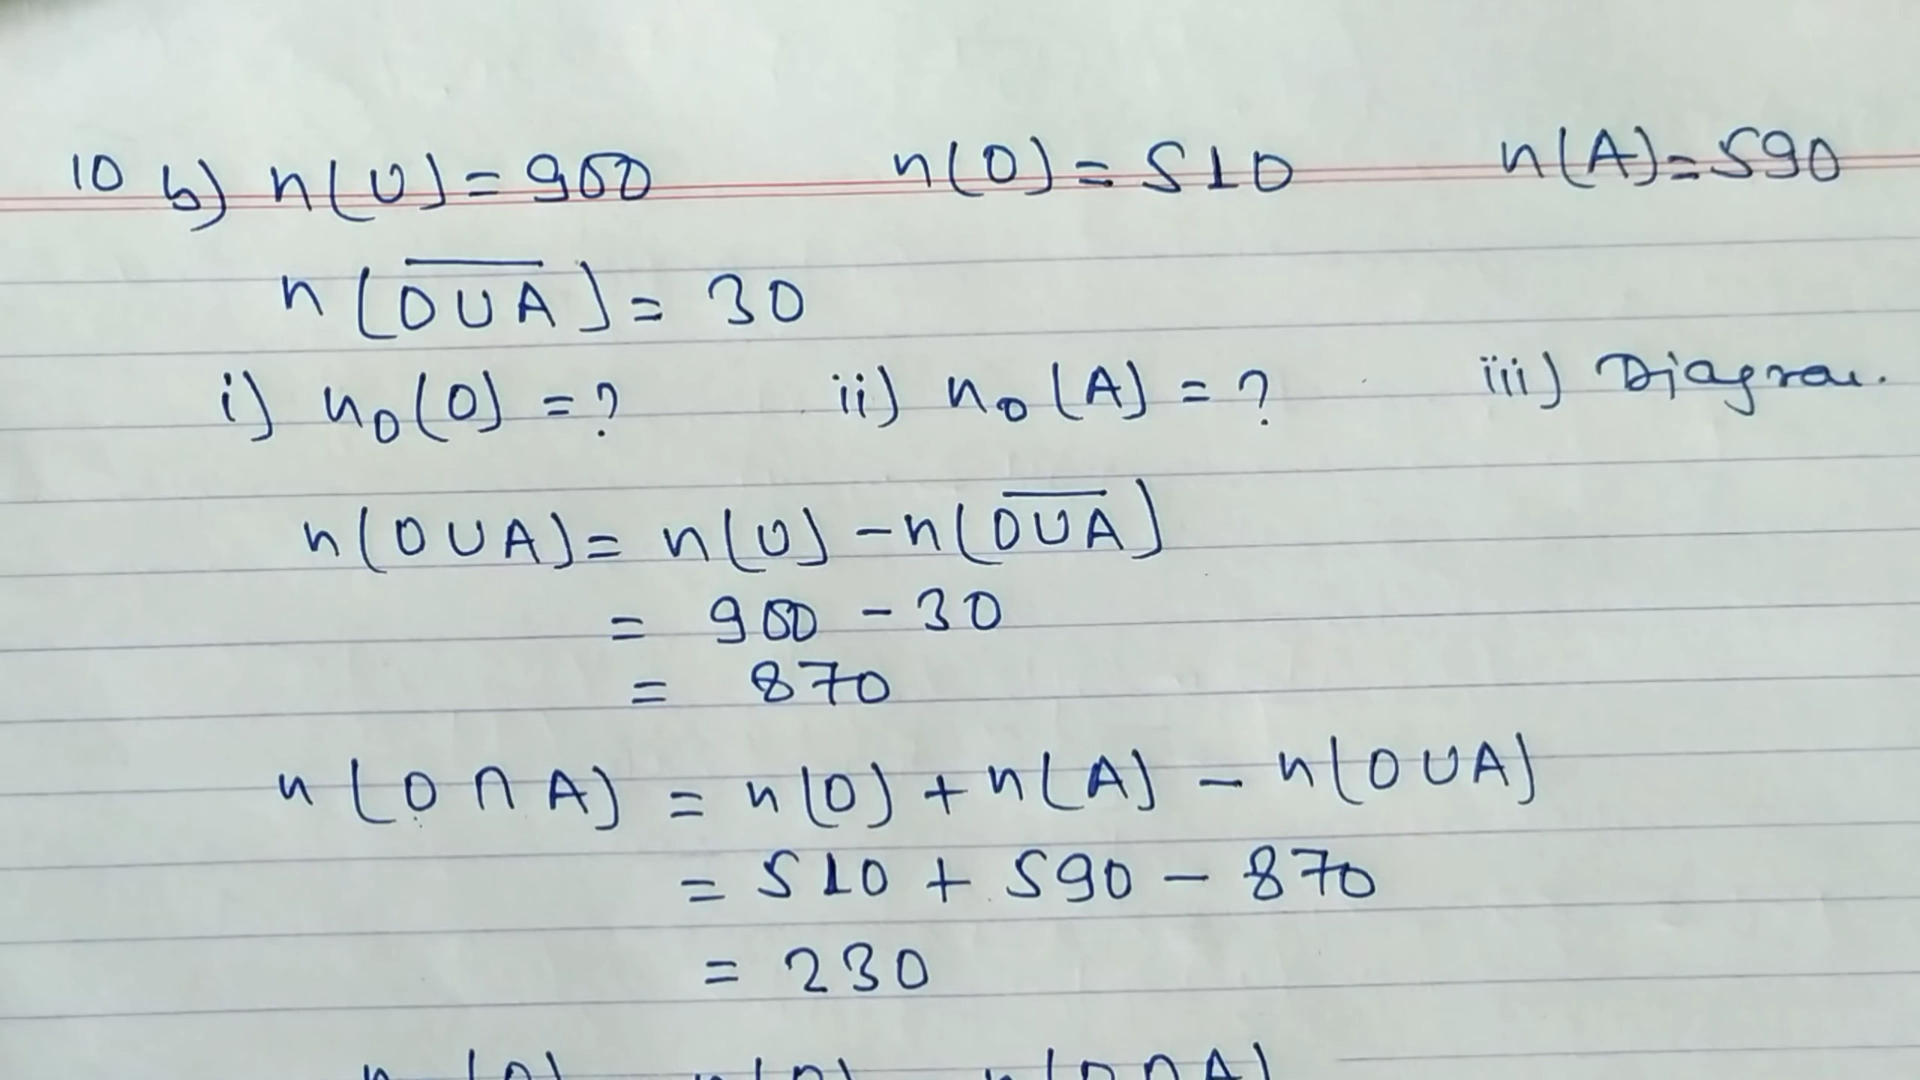 10 b) n(U) = 900 n(O) = 510 n(A) = 590
n(O̅ ̅U̅ ̅A̅) = 30
i) n₀(O) = ? ii) n₀(A) = ? iii) Diagram.
n(O ∪ A) = n(U) - n(O̅ ̅U̅ ̅A̅)
= 900 - 30
= 870
n(O ∩ A) = n(O) + n(A) - n(O ∪ A)
= 510 + 590 - 870
= 230